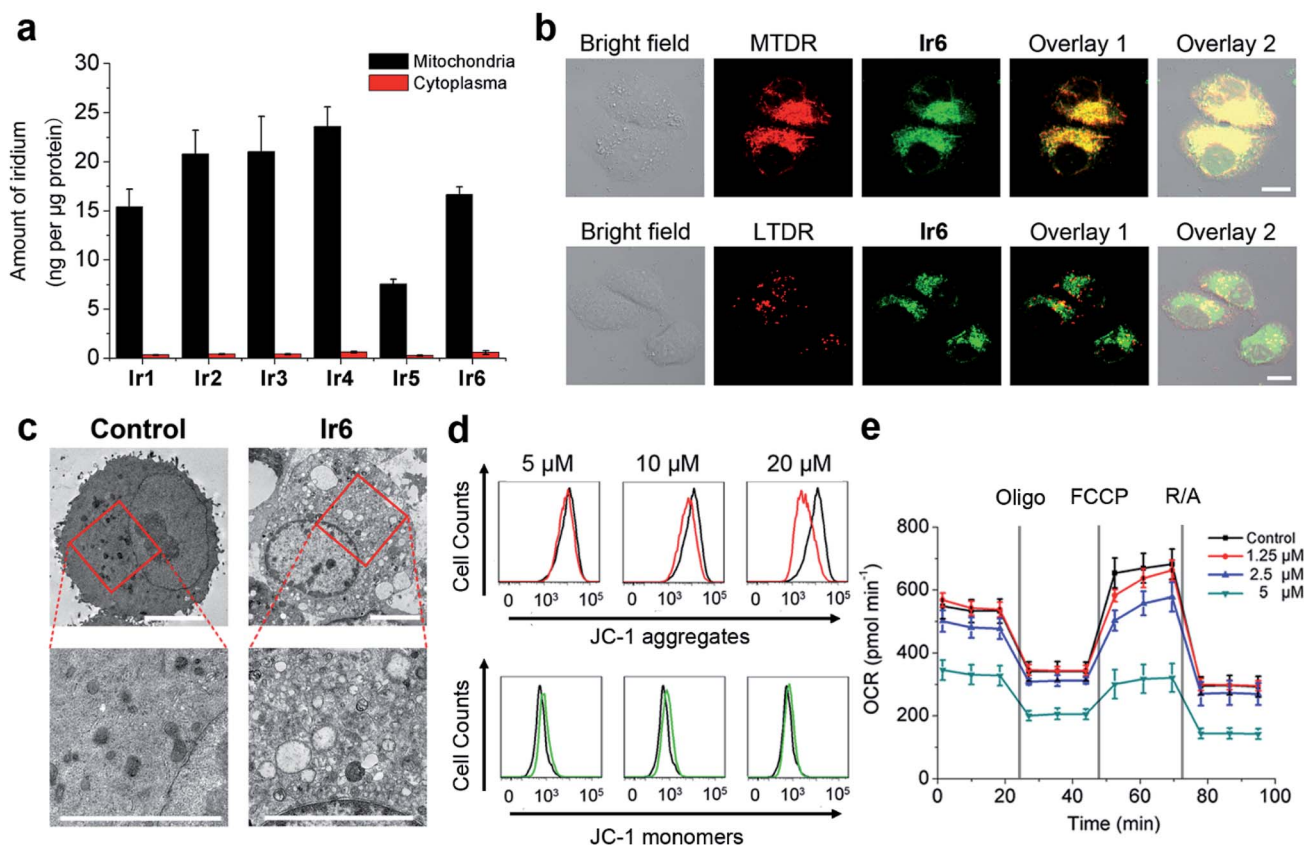 a
Amount of iridium
(ng per µg protein)
30
25
20
15
10
5
0
Mitochondria
Cytoplasma
Ir1 Ir2 Ir3 Ir4 Ir5 Ir6
b
Bright field MTDR Ir6 Overlay 1 Overlay 2
Bright field LTDR Ir6 Overlay 1 Overlay 2
c
Control Ir6
d
5 µM 10 µM 20 µM
Cell Counts
0 10³ 10⁵ 0 10³ 10⁵ 0 10³ 10⁵
JC-1 aggregates
Cell Counts
0 10³ 10⁵ 0 10³ 10⁵ 0 10³ 10⁵
JC-1 monomers
e
Oligo FCCP R/A
OCR (pmol min⁻¹)
800
600
400
200
0
Control
1.25 µM
2.5 µM
5 µM
0 20 40 60 80 100
Time (min)